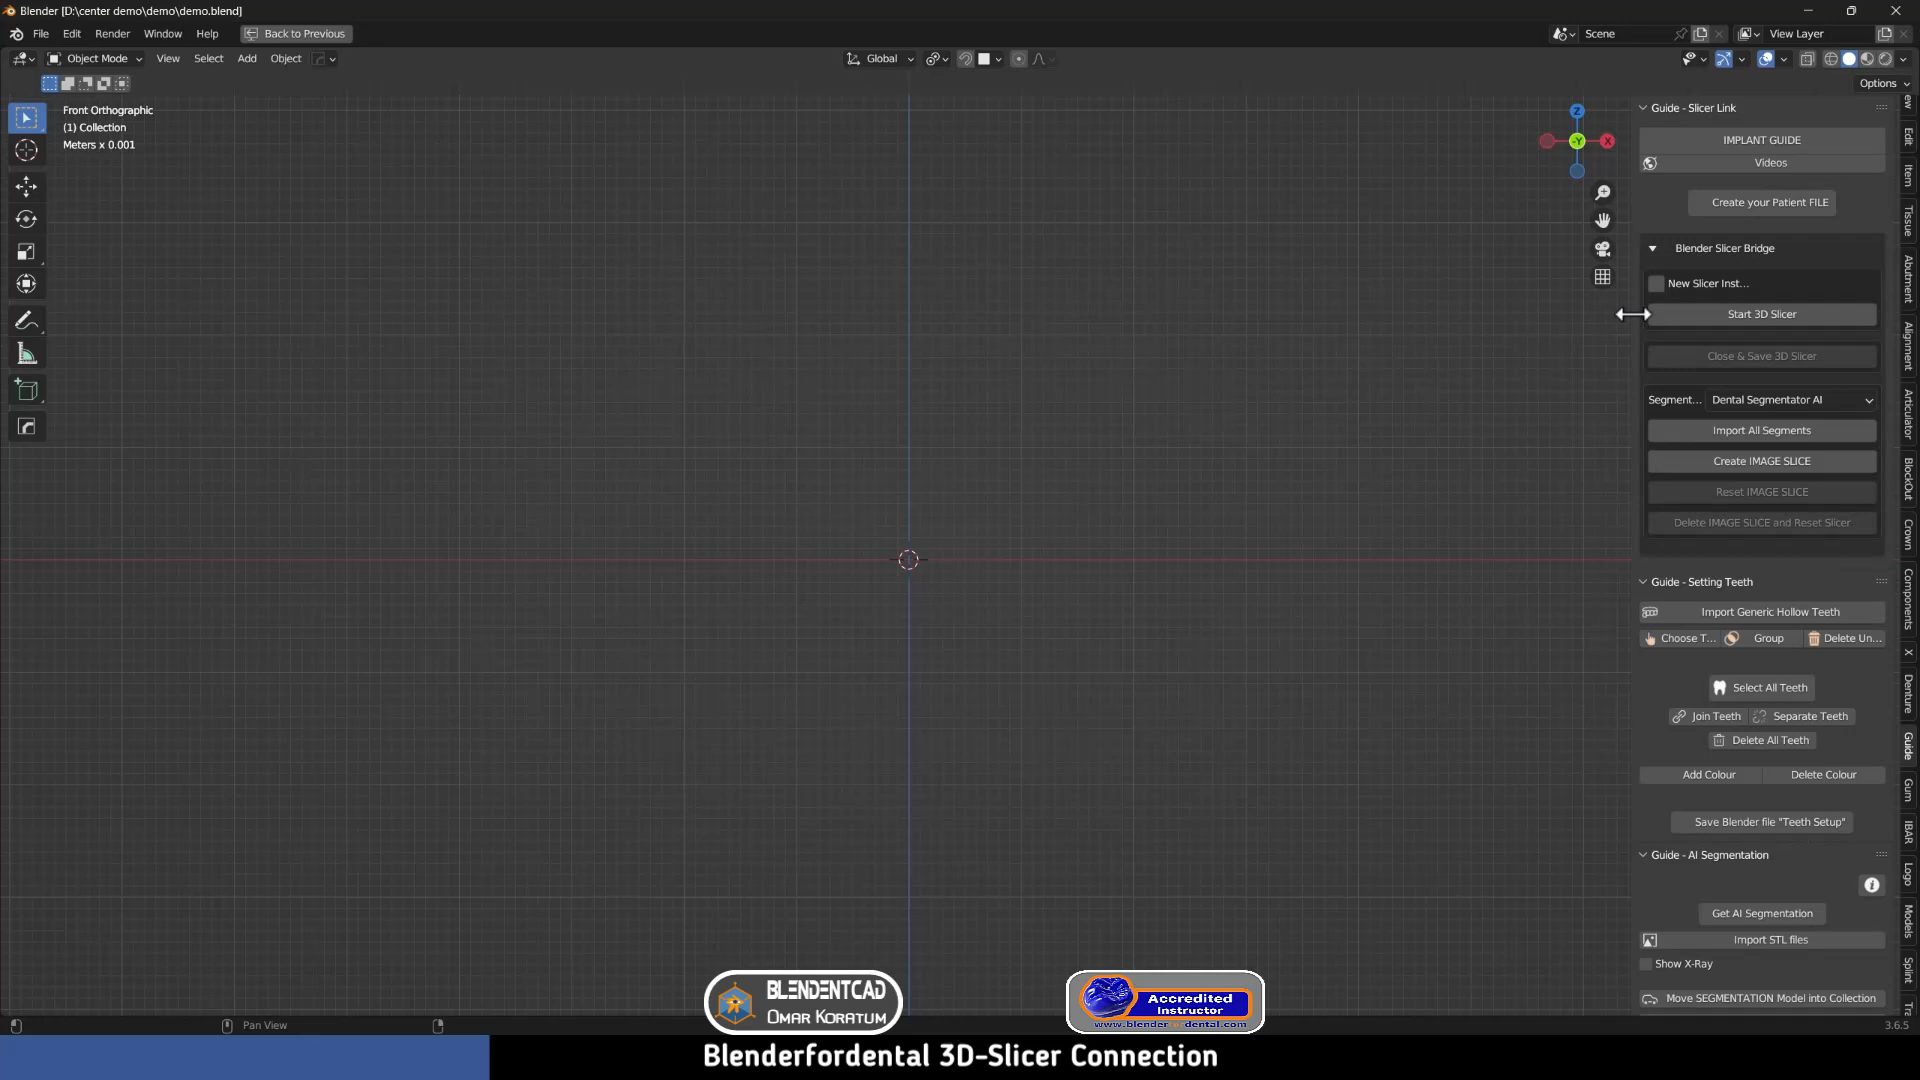 Blender [D:\center demo\demo\demo.blend]
File Edit Render Window Help Back to Previous Scene View Layer
Object Mode View Select Add Object Global
Options
Front Orthographic
(1) Collection
Meters x 0.001
Z
-Y X
Guide - Slicer Link
IMPLANT GUIDE
Videos
Create your Patient FILE
Blender Slicer Bridge
New Slicer Inst...
Start 3D Slicer
Close & Save 3D Slicer
Segment... Dental Segmentator AI
Import All Segments
Create IMAGE SLICE
Reset IMAGE SLICE
Delete IMAGE SLICE and Reset Slicer
Guide - Setting Teeth
Import Generic Hollow Teeth
Choose T... Group Delete Un...
Select All Teeth
Join Teeth Separate Teeth
Delete All Teeth
Add Colour Delete Colour
Save Blender file "Teeth Setup"
Guide - AI Segmentation
Get AI Segmentation
Import STL files
Show X-Ray
Move SEGMENTATION Model into Collection
ew
Edit
Item
Tissue
Abutment
Alignment
Articulator
BlockOut
Crown
Components
X
Denture
Guide
Gum
IBAR
Logo
Models
Splint
Tra
Pan View
3.6.5
BLENDENTCAD
OMAR KORATUM
Accredited
Instructor
Blenderfordental 3D-Slicer Connection